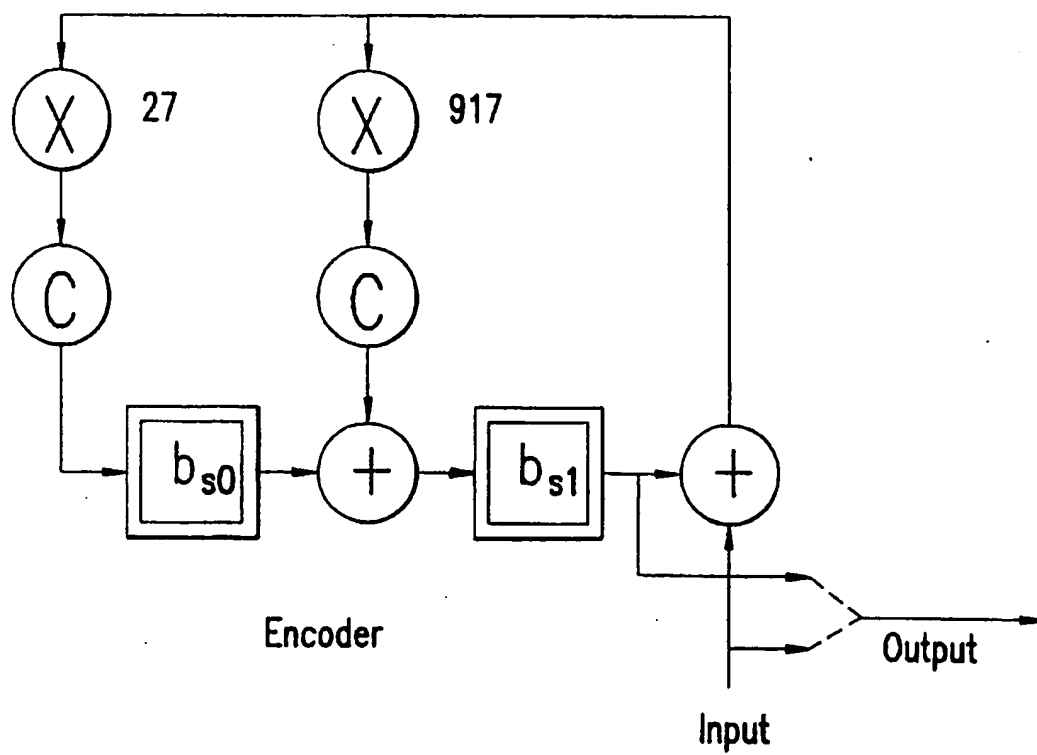 X 27 X 917
C C
b_s0 + b_s1 +
Encoder
Output
Input